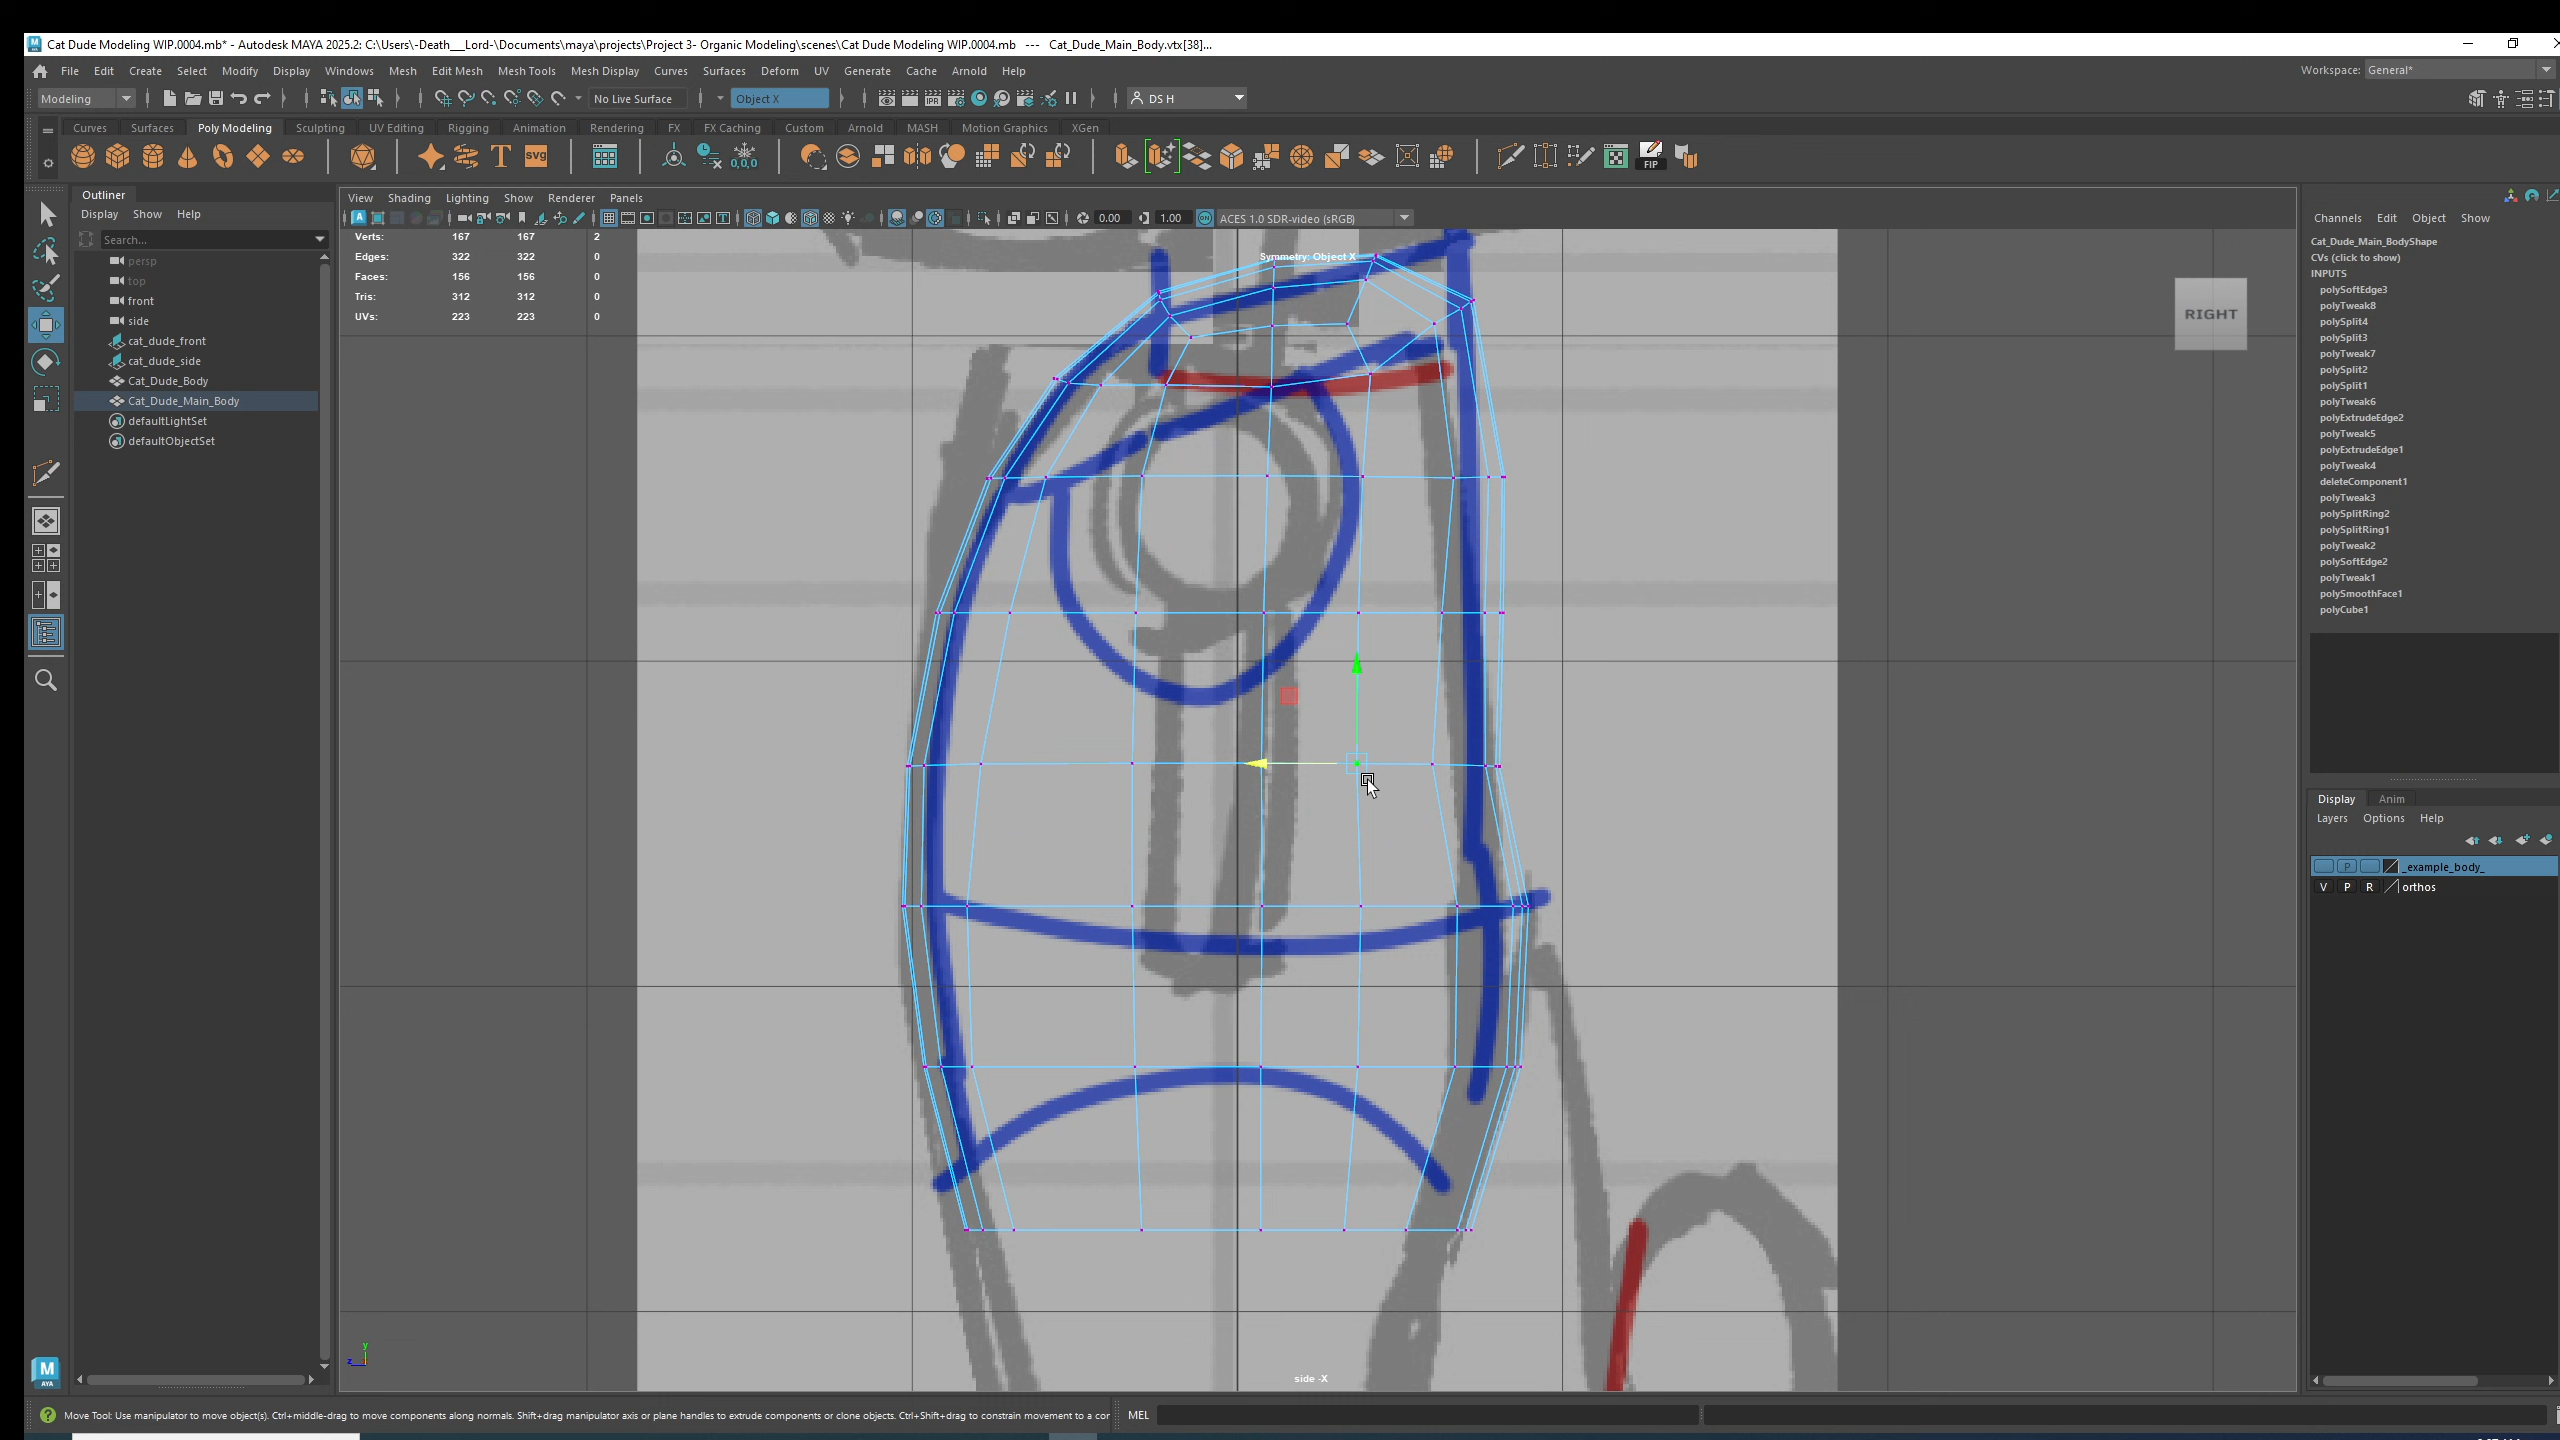 Cat Dude Modeling WIP.0004.mb* - Autodesk MAYA 2025.2: C:\Users\-Death__Lord-\Documents\maya\projects\Project 3- Organic Modeling\scenes\Cat Dude Modeling WIP.0004.mb --- Cat_Dude_Main_Body.vtx[38]...
File Edit Create Select Modify Display Windows Mesh Edit Mesh Mesh Tools Mesh Display Curves Surfaces Deform UV Generate Cache Arnold Help Workspace: General*
Modeling No Live Surface Object X IPR DS H
Curves Surfaces Poly Modeling Sculpting UV Editing Rigging Animation Rendering FX FX Caching Custom Arnold MASH Motion Graphics XGen
T svg 0,0,0 FIP
Outliner
Display Show Help
Search...
persp
top
front
side
cat_dude_front
cat_dude_side
Cat_Dude_Body
Cat_Dude_Main_Body
defaultLightSet
defaultObjectSet
View Shading Lighting Show Renderer Panels
0.00 1.00 ACES 1.0 SDR-video (sRGB)
Verts: 167 167 2
Edges: 322 322 0
Faces: 156 156 0
Tris: 312 312 0
UVs: 223 223 0
Symmetry: Object X
RIGHT
y
z
side -X
Channels Edit Object Show
Cat_Dude_Main_BodyShape
CVs (click to show)
INPUTS
polySoftEdge3
polyTweak8
polySplit4
polySplit3
polyTweak7
polySplit2
polySplit1
polyTweak6
polyExtrudeEdge2
polyTweak5
polyExtrudeEdge1
polyTweak4
deleteComponent1
polyTweak3
polySplitRing2
polySplitRing1
polyTweak2
polySoftEdge2
polyTweak1
polySmoothFace1
polyCube1
Display Anim
Layers Options Help
P _example_body_
V P R orthos
M
AYA
Move Tool: Use manipulator to move object(s). Ctrl+middle-drag to move components along normals. Shift+drag manipulator axis or plane handles to extrude components or clone objects. Ctrl+Shift+drag to constrain movement to a cor
MEL